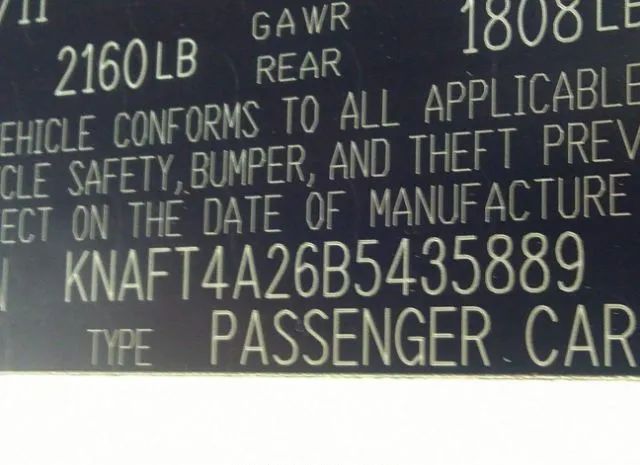 /11 GAWR 1808LB
2160LB REAR
EHICLE CONFORMS TO ALL APPLICABLE
CLE SAFETY, BUMPER, AND THEFT PREV
ECT ON THE DATE OF MANUFACTURE
N KNAFT4A26B5435889
TYPE PASSENGER CAR